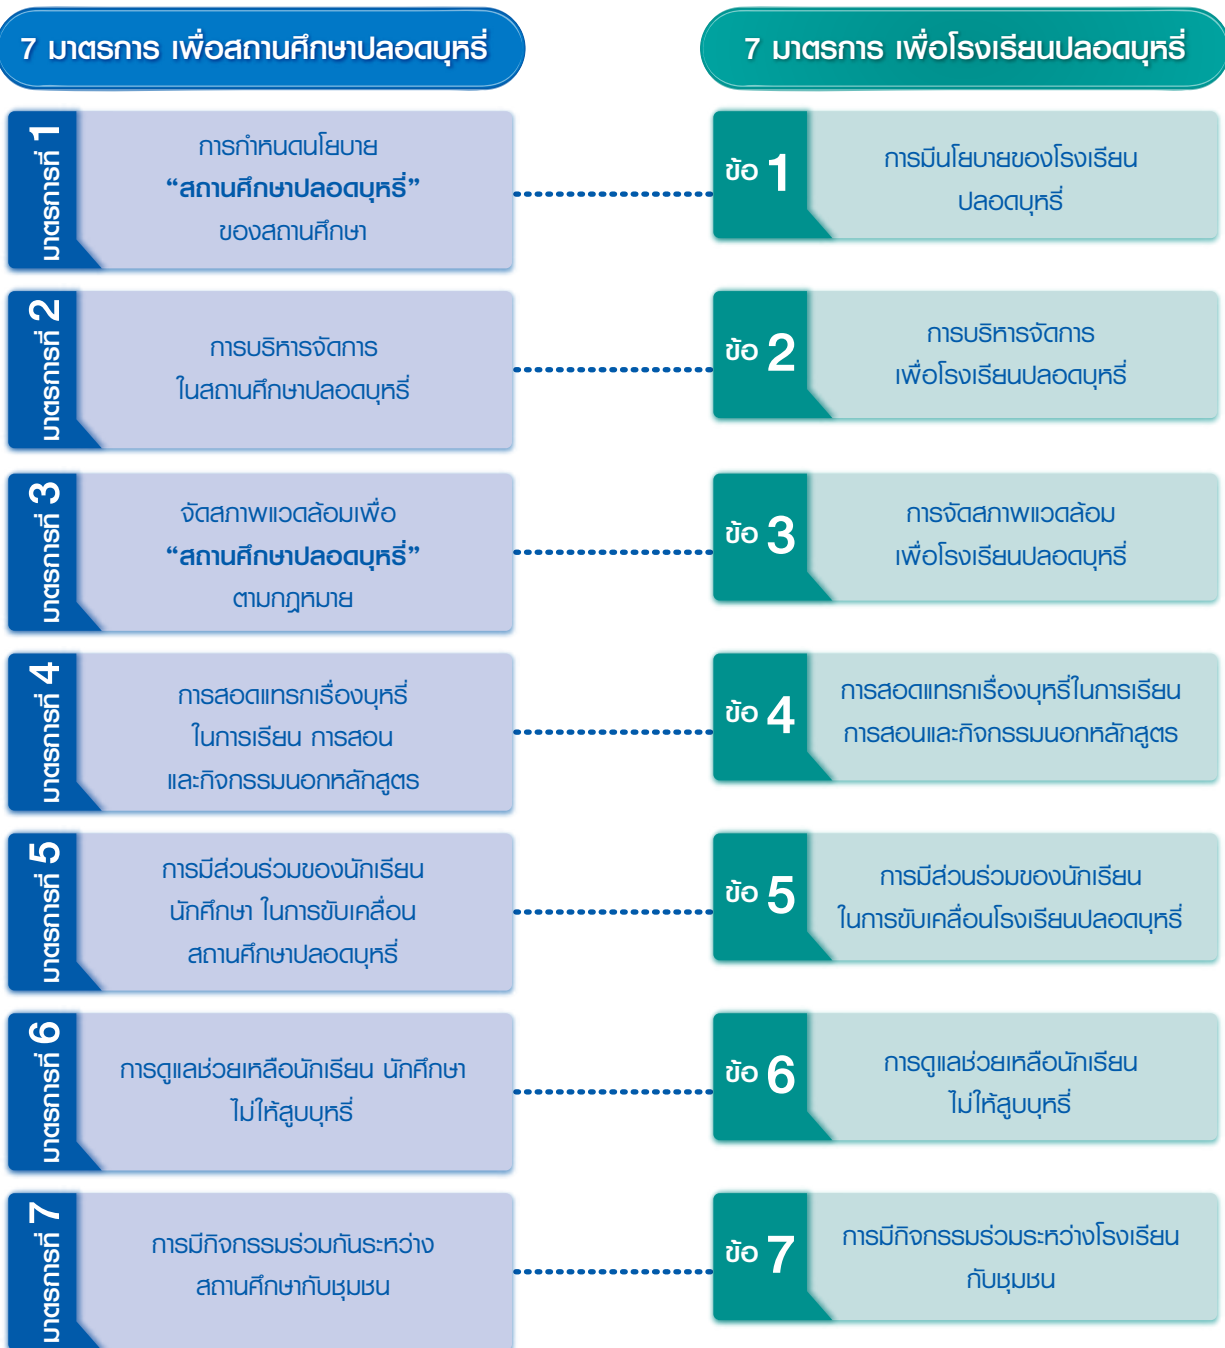 7 มาตรการ เพื่อสถานศึกษาปลอดบุหรี่
7 มาตรการ เพื่อโรงเรียนปลอดบุหรี่
มาตรการที่ 1
การกำหนดนโยบาย
“สถานศึกษาปลอดบุหรี่”
ของสถานศึกษา
ข้อ 1
การมีนโยบายของโรงเรียน
ปลอดบุหรี่
มาตรการที่ 2
การบริหารจัดการ
ในสถานศึกษาปลอดบุหรี่
ข้อ 2
การบริหารจัดการ
เพื่อโรงเรียนปลอดบุหรี่
มาตรการที่ 3
จัดสภาพแวดล้อมเพื่อ
“สถานศึกษาปลอดบุหรี่”
ตามกฎหมาย
ข้อ 3
การจัดสภาพแวดล้อม
เพื่อโรงเรียนปลอดบุหรี่
มาตรการที่ 4
การสอดแทรกเรื่องบุหรี่
ในการเรียน การสอน
และกิจกรรมนอกหลักสูตร
ข้อ 4
การสอดแทรกเรื่องบุหรี่ในการเรียน
การสอนและกิจกรรมนอกหลักสูตร
มาตรการที่ 5
การมีส่วนร่วมของนักเรียน
นักศึกษา ในการขับเคลื่อน
สถานศึกษาปลอดบุหรี่
ข้อ 5
การมีส่วนร่วมของนักเรียน
ในการขับเคลื่อนโรงเรียนปลอดบุหรี่
มาตรการที่ 6
การดูแลช่วยเหลือนักเรียน นักศึกษา
ไม่ให้สูบบุหรี่
ข้อ 6
การดูแลช่วยเหลือนักเรียน
ไม่ให้สูบบุหรี่
มาตรการที่ 7
การมีกิจกรรมร่วมกันระหว่าง
สถานศึกษากับชุมชน
ข้อ 7
การมีกิจกรรมร่วมระหว่างโรงเรียน
กับชุมชน